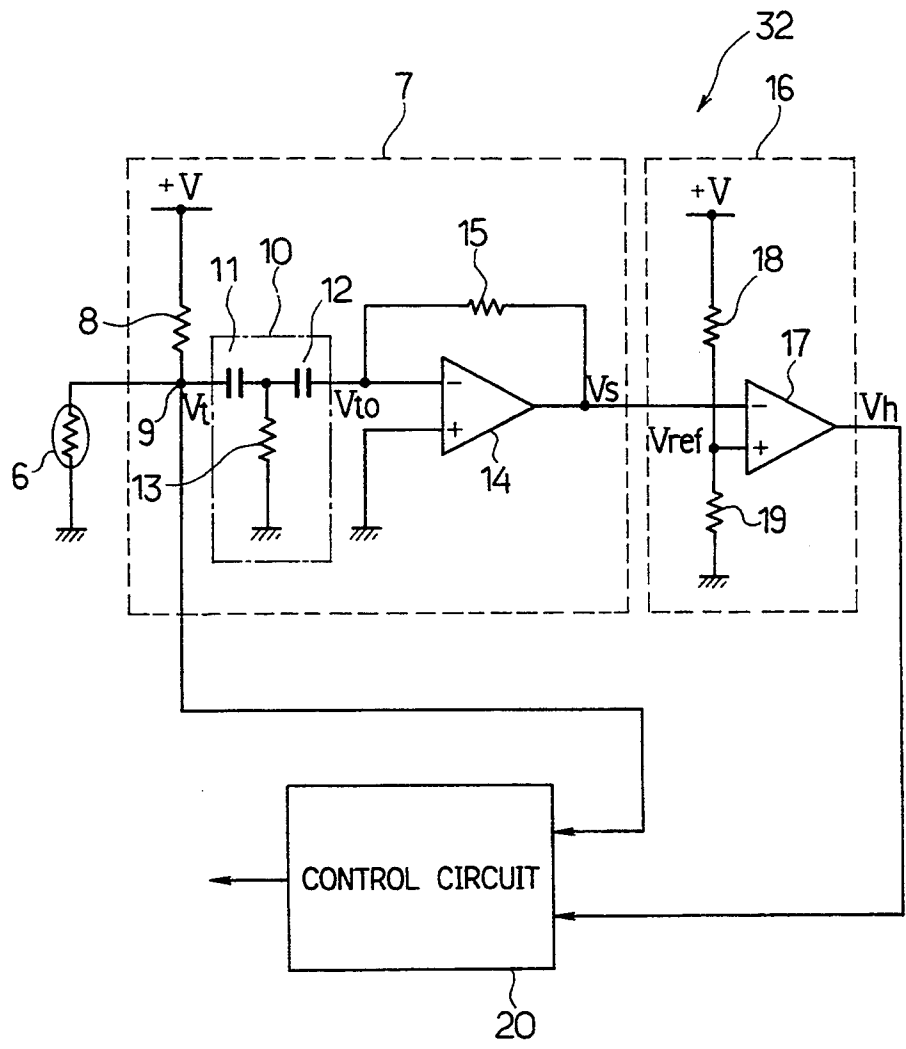 32
7
16
+V
+V
15
10
11
12
18
8
17
9
Vt
Vto
−
+
14
Vs
−
+
Vref
Vh
6
13
19
CONTROL CIRCUIT
20